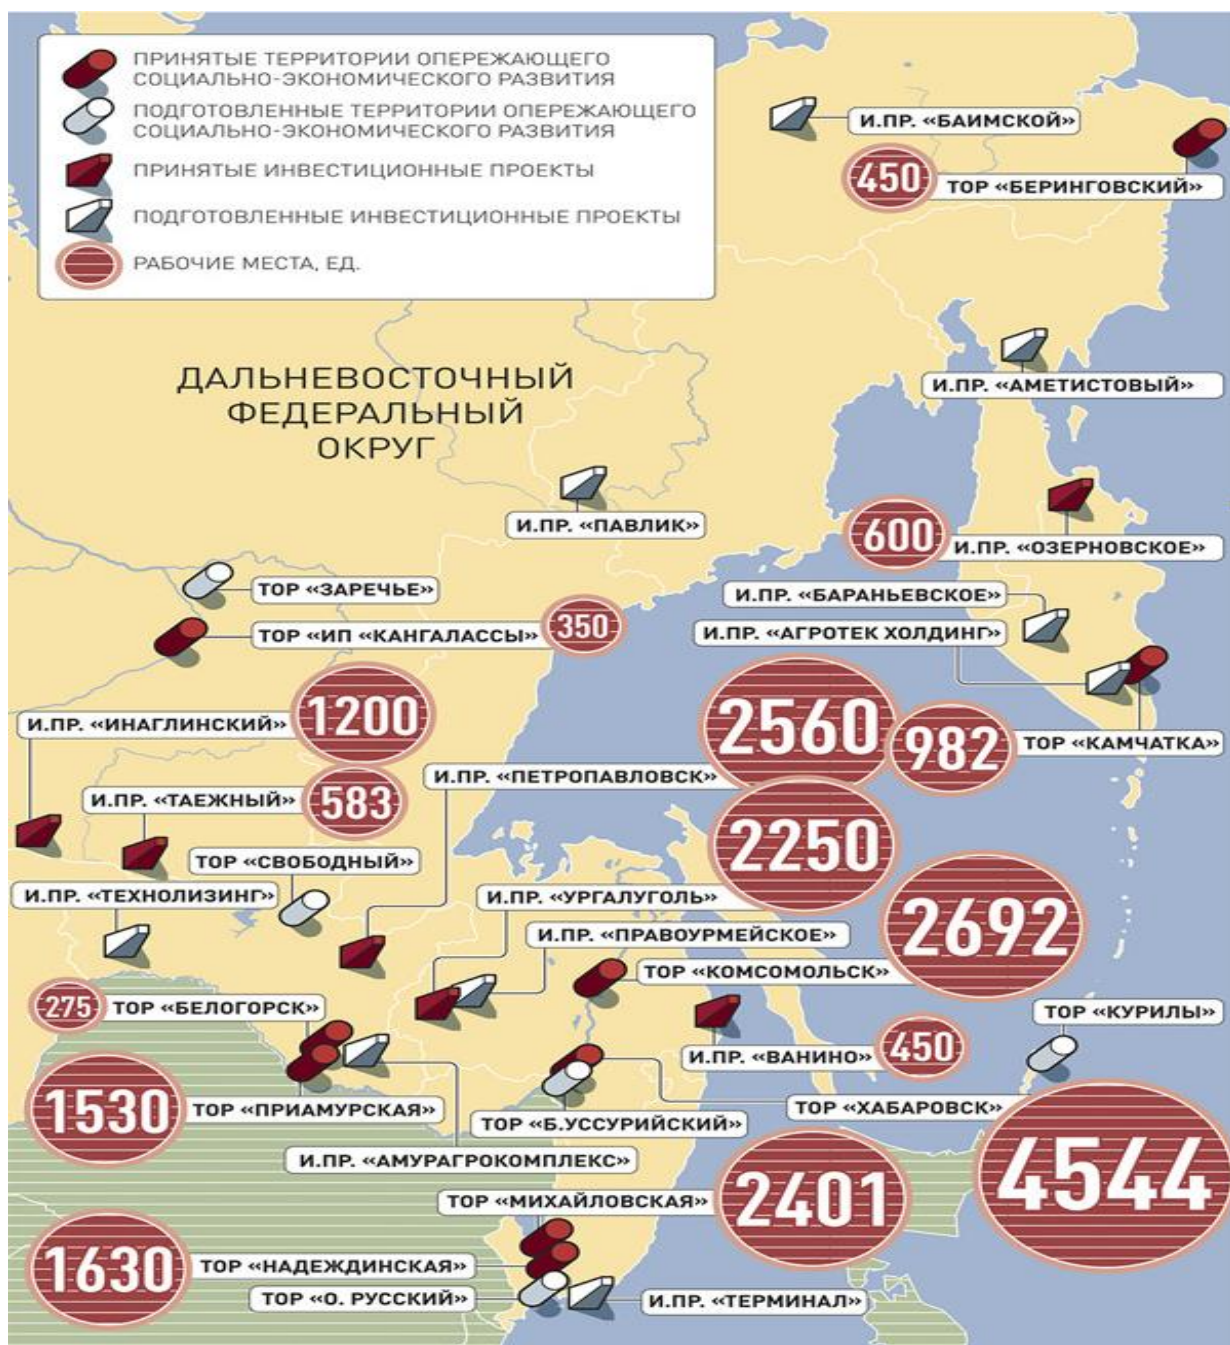 ПРИНЯТЫЕ ТЕРРИТОРИИ ОПЕРЕЖАЮЩЕГО
СОЦИАЛЬНО-ЭКОНОМИЧЕСКОГО РАЗВИТИЯ
ПОДГОТОВЛЕННЫЕ ТЕРРИТОРИИ ОПЕРЕЖАЮЩЕГО
СОЦИАЛЬНО-ЭКОНОМИЧЕСКОГО РАЗВИТИЯ
ПРИНЯТЫЕ ИНВЕСТИЦИОННЫЕ ПРОЕКТЫ
ПОДГОТОВЛЕННЫЕ ИНВЕСТИЦИОННЫЕ ПРОЕКТЫ
РАБОЧИЕ МЕСТА, ЕД.
И.ПР. «БАИМСКОЙ»
450
ТОР «БЕРИНГОВСКИЙ»
И.ПР. «АМЕТИСТОВЫЙ»
ДАЛЬНЕВОСТОЧНЫЙ
ФЕДЕРАЛЬНЫЙ
ОКРУГ
И.ПР. «ПАВЛИК»
600
И.ПР. «ОЗЕРНОВСКОЕ»
ТОР «ЗАРЕЧЬЕ»
И.ПР. «БАРАНЬЕВСКОЕ»
ТОР «ИП «КАНГАЛАССЫ»
350
И.ПР. «АГРОТЕК ХОЛДИНГ»
И.ПР. «ИНАГЛИНСКИЙ»
1200
2560
982
ТОР «КАМЧАТКА»
И.ПР. «ПЕТРОПАВЛОВСК»
И.ПР. «ТАЕЖНЫЙ»
583
2250
ТОР «СВОБОДНЫЙ»
И.ПР. «ТЕХНОЛИЗИНГ»
И.ПР. «УРГАЛУГОЛЬ»
И.ПР. «ПРАВОУРМЕЙСКОЕ»
2692
ТОР «КОМСОМОЛЬСК»
275
ТОР «БЕЛОГОРСК»
ТОР «КУРИЛЫ»
И.ПР. «ВАНИНО»
450
1530
ТОР «ПРИАМУРСКАЯ»
ТОР «ХАБАРОВСК»
ТОР «Б.УССУРИЙСКИЙ»
И.ПР. «АМУРАГРОКОМПЛЕКС»
4544
ТОР «МИХАЙЛОВСКАЯ»
2401
1630
ТОР «НАДЕЖДИНСКАЯ»
ТОР «О. РУССКИЙ»
И.ПР. «ТЕРМИНАЛ»